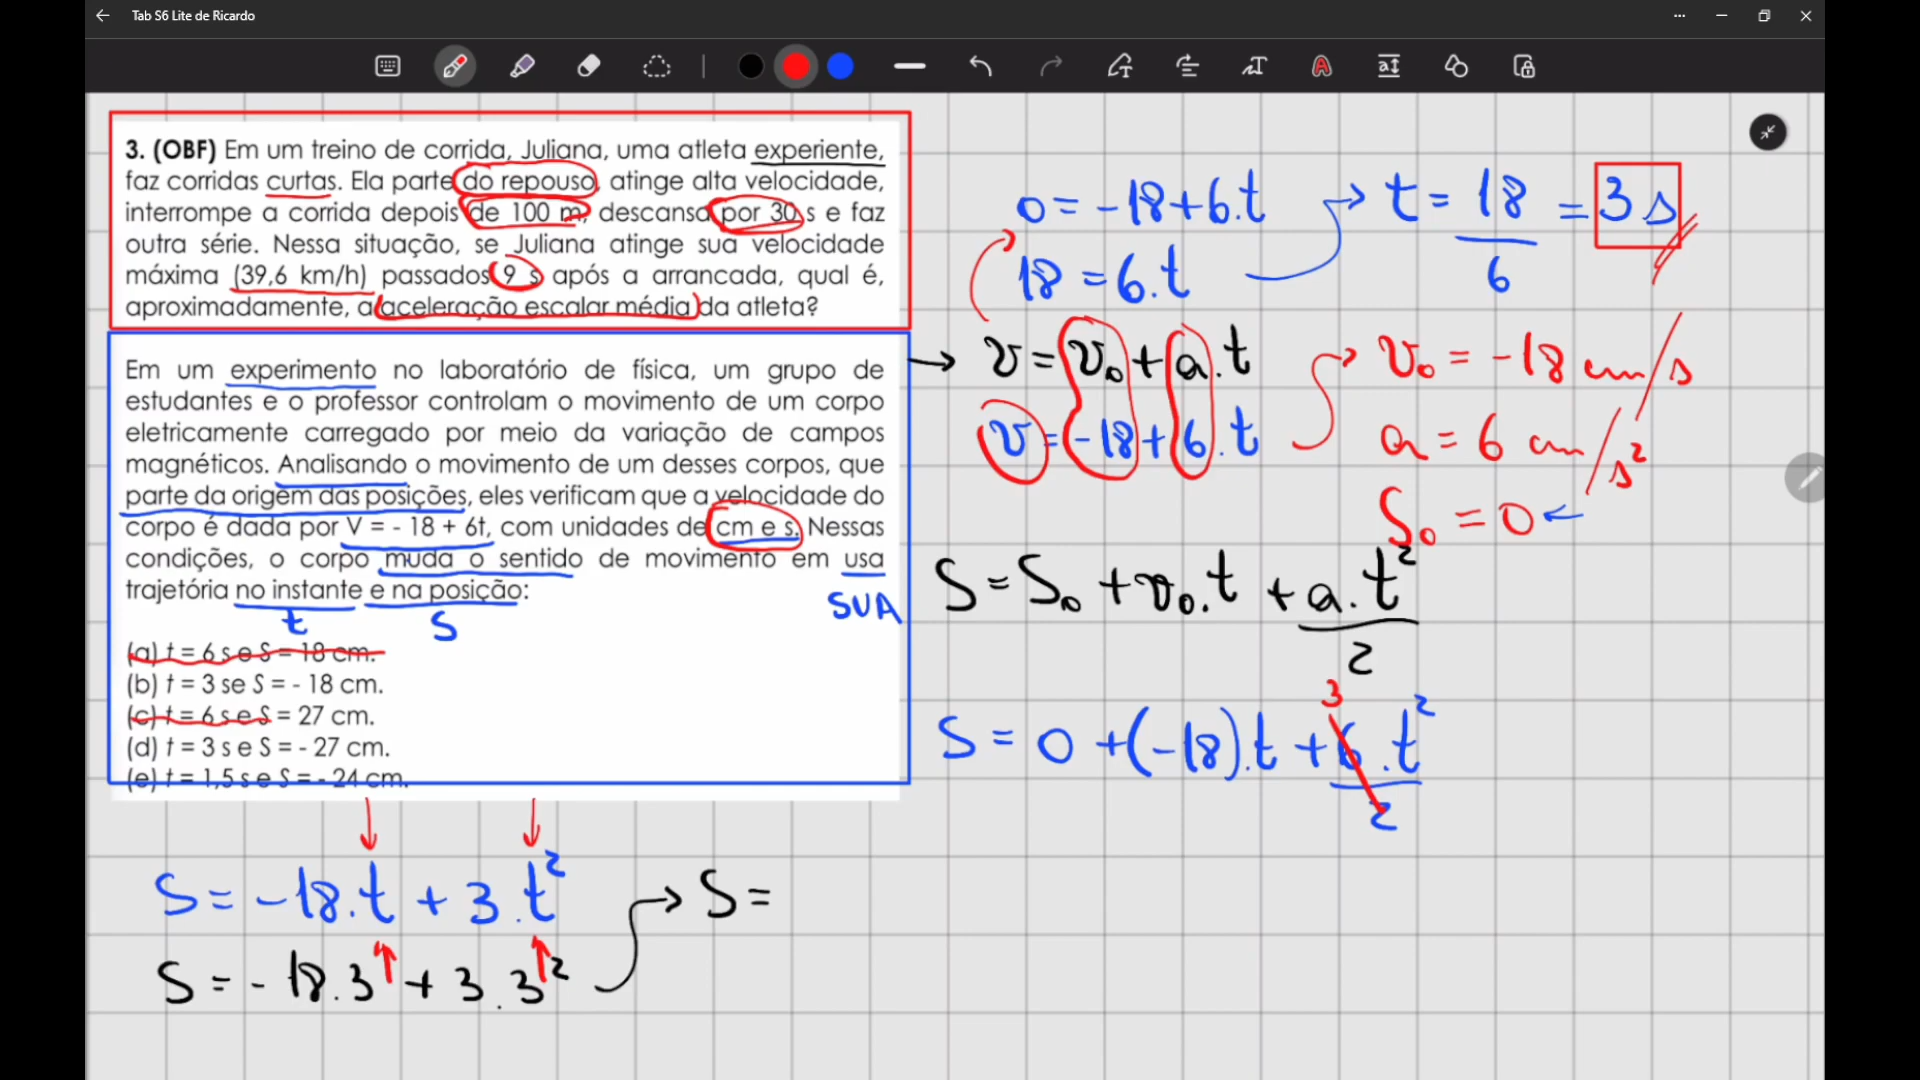 Tab S6 Lite de Ricardo
3. (OBF) Em um treino de corrida, Juliana, uma atleta experiente,
faz corridas curtas. Ela parte do repouso, atinge alta velocidade,
interrompe a corrida depois de 100 m, descansa por 30 s e faz
outra série. Nessa situação, se Juliana atinge sua velocidade
máxima (39,6 km/h) passados 9 s após a arrancada, qual é,
aproximadamente, a aceleração escalar média da atleta?
Em um experimento no laboratório de física, um grupo de
estudantes e o professor controlam o movimento de um corpo
eletricamente carregado por meio da variação de campos
magnéticos. Analisando o movimento de um desses corpos, que
parte da origem das posições, eles verificam que a velocidade do
corpo é dada por V = - 18 + 6t, com unidades de cm e s. Nessas
condições, o corpo muda o sentido de movimento em usa
trajetória no instante e na posição:
t S SUA
(a) t = 6 s e S = 18 cm.
(b) t = 3 se S = - 18 cm.
(c) t = 6 s e S = 27 cm.
(d) t = 3 s e S = - 27 cm.
(e) t = 1,5 s e S = - 24 cm.
S = -18.t + 3.t²
S = - 18.3 + 3.3² → S =
0 = -18+6.t → t = 18/6 = 3 s
18 = 6.t
→ v = v₀ + a.t → v₀ = -18 cm/s
v = -18 + 6.t a = 6 cm/s²
S₀ = 0 ←
S = S₀ + v₀.t + a.t²
2
3
S = 0 + (-18).t + 6.t²
2